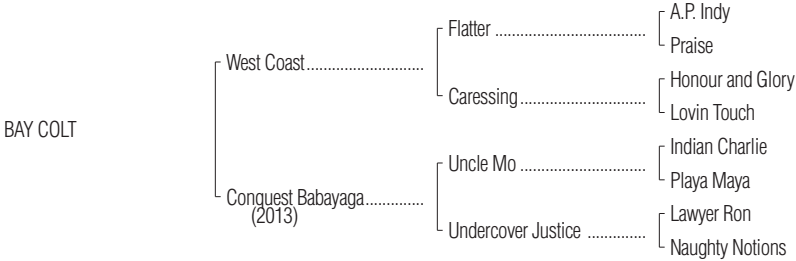 A.P. Indy
Flatter ..................................
Praise
West Coast...........................
Honour and Glory
Caressing.............................
Lovin Touch
BAY COLT
Indian Charlie
Uncle Mo .............................
Playa Maya
Conquest Babayaga..............
(2013)
Lawyer Ron
Undercover Justice ..............
Naughty Notions